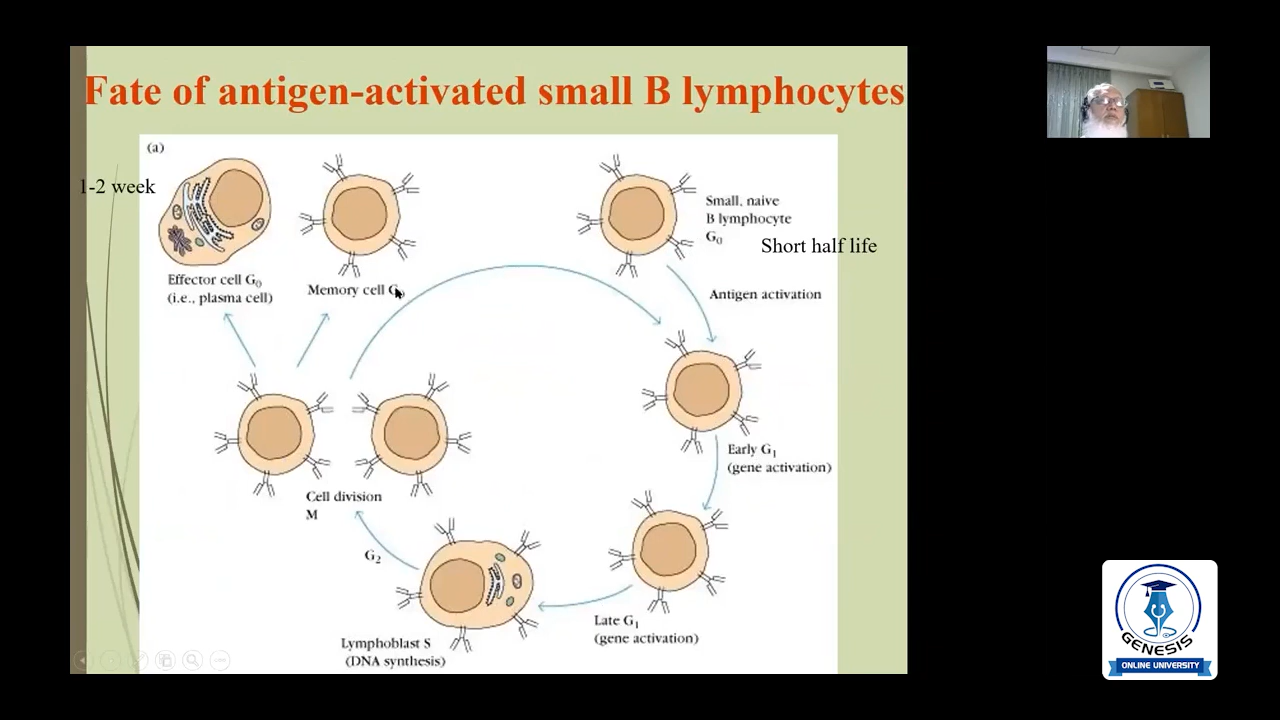 Fate of antigen-activated small B lymphocytes
(a)
1-2 week
Small, naive
B lymphocyte
G0
Short half life
Effector cell G0
(i.e., plasma cell)
Memory cell G
Antigen activation
Early G1
(gene activation)
Cell division
M
G2
Late G1
(gene activation)
Lymphoblast S
(DNA synthesis)
GENESIS
ONLINE UNIVERSITY